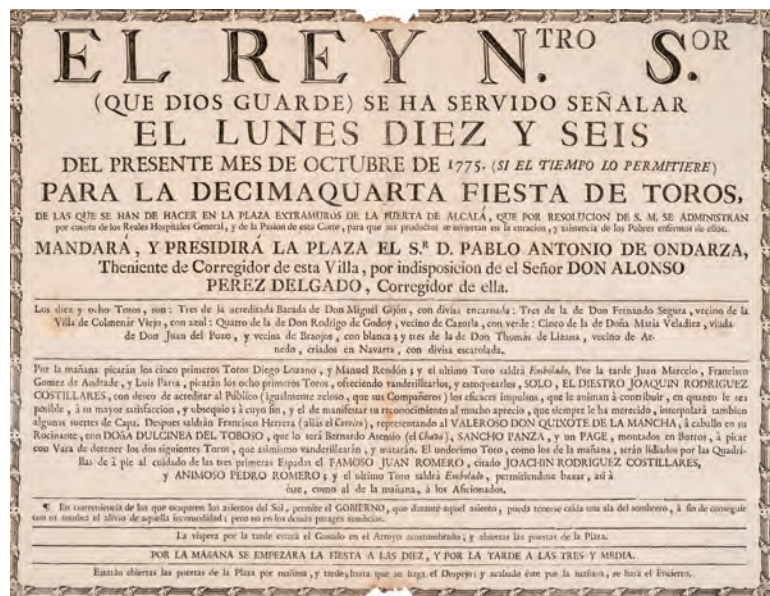 EL REY N.TRO S.OR
(QUE DIOS GUARDE) SE HA SERVIDO SEÑALAR
EL LUNES DIEZ Y SEIS
DEL PRESENTE MES DE OCTUBRE DE 1775. (SI EL TIEMPO LO PERMITIERE)
PARA LA DECIMAQUARTA FIESTA DE TOROS,
DE LAS QUE SE HAN DE HACER EN LA PLAZA EXTRAMUROS DE LA PUERTA DE ALCALÁ, QUE POR RESOLUCION DE S. M. SE ADMINISTRAN
por cuenta de los Reales Hospitales General, y de la Pasion de esta Corte, para que sus productos se inviertan en la curacion, y asistencia de los Pobres enfermos de ellos.
MANDARÁ, Y PRESIDIRÁ LA PLAZA EL S.R D. PABLO ANTONIO DE ONDARZA,
Theniente de Corregidor de esta Villa, por indisposicion de el Señor DON ALONSO
PEREZ DELGADO, Corregidor de ella.
Los diez y ocho Toros, son: Tres de la acreditada Bacada de Don Miguél Gijón, con divisa encarnada: Tres de la de Don Fernando Segura, vecino de la
Villa de Colmenar Viejo, con azul: Quatro de la de Don Rodrigo de Godoy, vecino de Cazorla, con verde: Cinco de la de Doña Maria Veladiez, viuda
de Don Juan del Pozo, y vecina de Braojos, con blanca; y tres de la de Don Thomàs de Lizana, vecino de Ar-
nedo, criados en Navarra, con divisa escarolada.
Por la mañana picarán los cinco primeros Toros Diego Lozano, y Manuel Rendón; y el ultimo Toro saldrá Embolado. Por la tarde Juan Marcelo, Francisco
Gomez de Andrade, y Luis Parra, picarán los ocho primeros Toros, ofreciendo vanderillearlos, y estoquearlos, SOLO, EL DIESTRO JOAQUIN RODRIGUEZ
COSTILLARES, con deseo de acreditar al Público (igualmente zeloso, que sus Compañeros) los eficaces impulsos, que le animan à contribuir, en quanto le sea
posible, à su mayor satisfaccion, y obsequio; à cuyo fin, y el de manifestar su reconocimiento al mucho aprecio, que siempre le ha merecido, interpolará tambien
algunas suertes de Capa. Despues saldrán Francisco Herrera (alias el Curro), representando al VALEROSO DON QUIXOTE DE LA MANCHA, à caballo en su
Rocinante, con DOÑA DULCINEA DEL TOBOSO, que lo será Bernardo Asensio (el Chato), SANCHO PANZA, y un PAGE, montados en Borros, à picar
con Vara de detener los dos siguientes Toros, que asimismo vanderillearán, y matarán. El undecimo Toro, como los de la mañana, serán lidiados por las Quadri-
llas de à pie al cuidado de las tres primeras Espadas el FAMOSO JUAN ROMERO, citado JOACHIN RODRIGUEZ COSTILLARES,
y ANIMOSO PEDRO ROMERO; y el ultimo Toro saldrá Embolado, permitiendose baxar, asi à
éste, como al de la mañana, à los Aficionados.
¶ En conveniencia de los que ocuparen los asientos del Sol, permite el GOBIERNO, que durante aquel asiento, pueda tenerse caída una ala del sombrero, à fin de conseguir
con su sombra el alivio de aquella incomodidad; pero no en los demás parages sombrios.
La vispera por la tarde estará el Ganado en el Arroyo acostumbrado; y abiertas las puertas de la Plaza.
POR LA MAÑANA SE EMPEZARA LA FIESTA A LAS DIEZ, Y POR LA TARDE A LAS TRES Y MEDIA.
Estarán abiertas las puertas de la Plaza por mañana, y tarde, hasta que se haga el Despejo; y acabado éste por la mañana, se hará el Encierro.